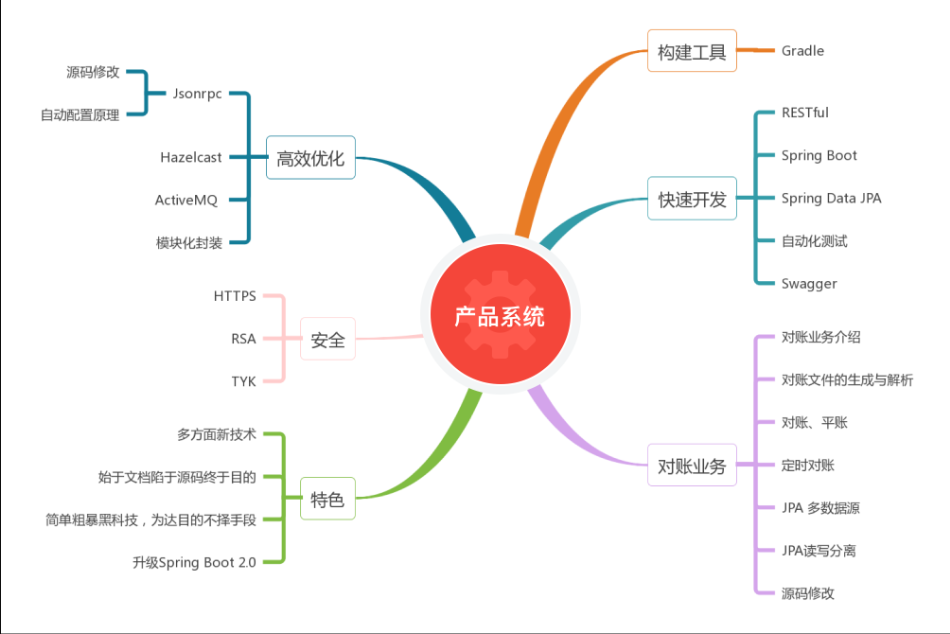 产品系统
构建工具
Gradle
快速开发
RESTful
Spring Boot
Spring Data JPA
自动化测试
Swagger
对账业务
对账业务介绍
对账文件的生成与解析
对账、平账
定时对账
JPA 多数据源
JPA读写分离
源码修改
高效优化
Jsonrpc
源码修改
自动配置原理
Hazelcast
ActiveMQ
模块化封装
安全
HTTPS
RSA
TYK
特色
多方面新技术
始于文档陷于源码终于目的
简单粗暴黑科技，为达目的不择手段
升级Spring Boot 2.0